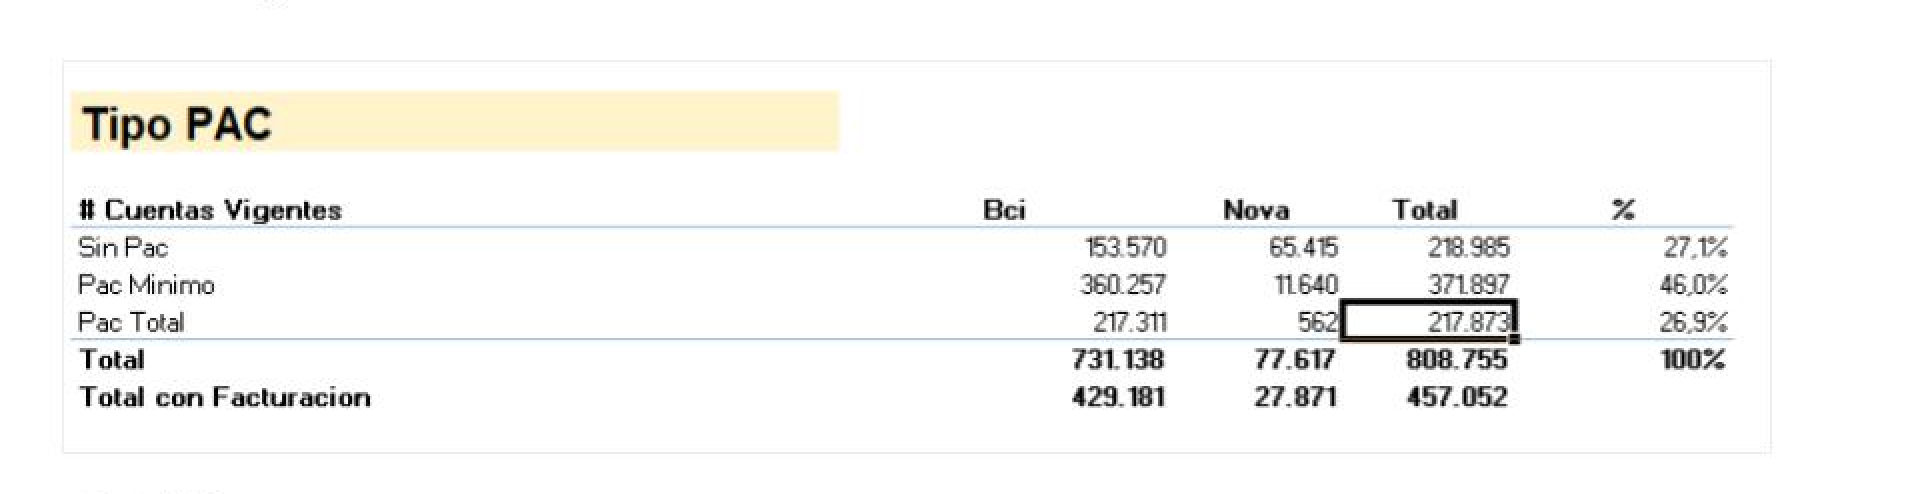 Tipo PAC
# Cuentas Vigentes Bci Nova Total %
Sin Pac 153.570 65.415 218.985 27,1%
Pac Minimo 360.257 11.640 371.897 46,0%
Pac Total 217.311 562 217.873 26,9%
Total 731.138 77.617 808.755 100%
Total con Facturacion 429.181 27.871 457.052